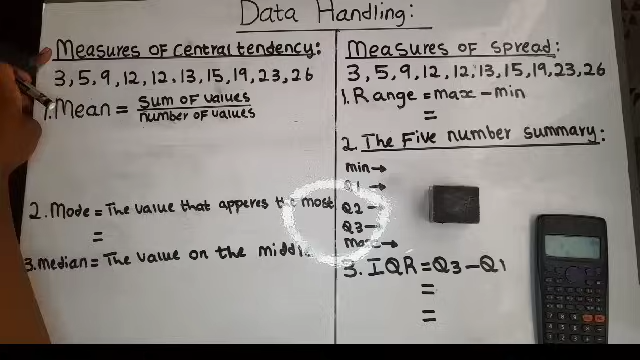 Data Handling:
Measures of central tendency:
3, 5, 9, 12, 12, 13, 15, 19, 23, 26
1. Mean = sum of values
number of values
2. Mode = The value that apperes the most
=
3. median = The value on the
Measures of spread:
3, 5, 9, 12, 12, 13, 15, 19, 23, 26
1. Range = max - min
=
2. The Five number summary:
min→
Q1 →
Q2-
Q3-
3. IQR = Q3 - Q1
=
=